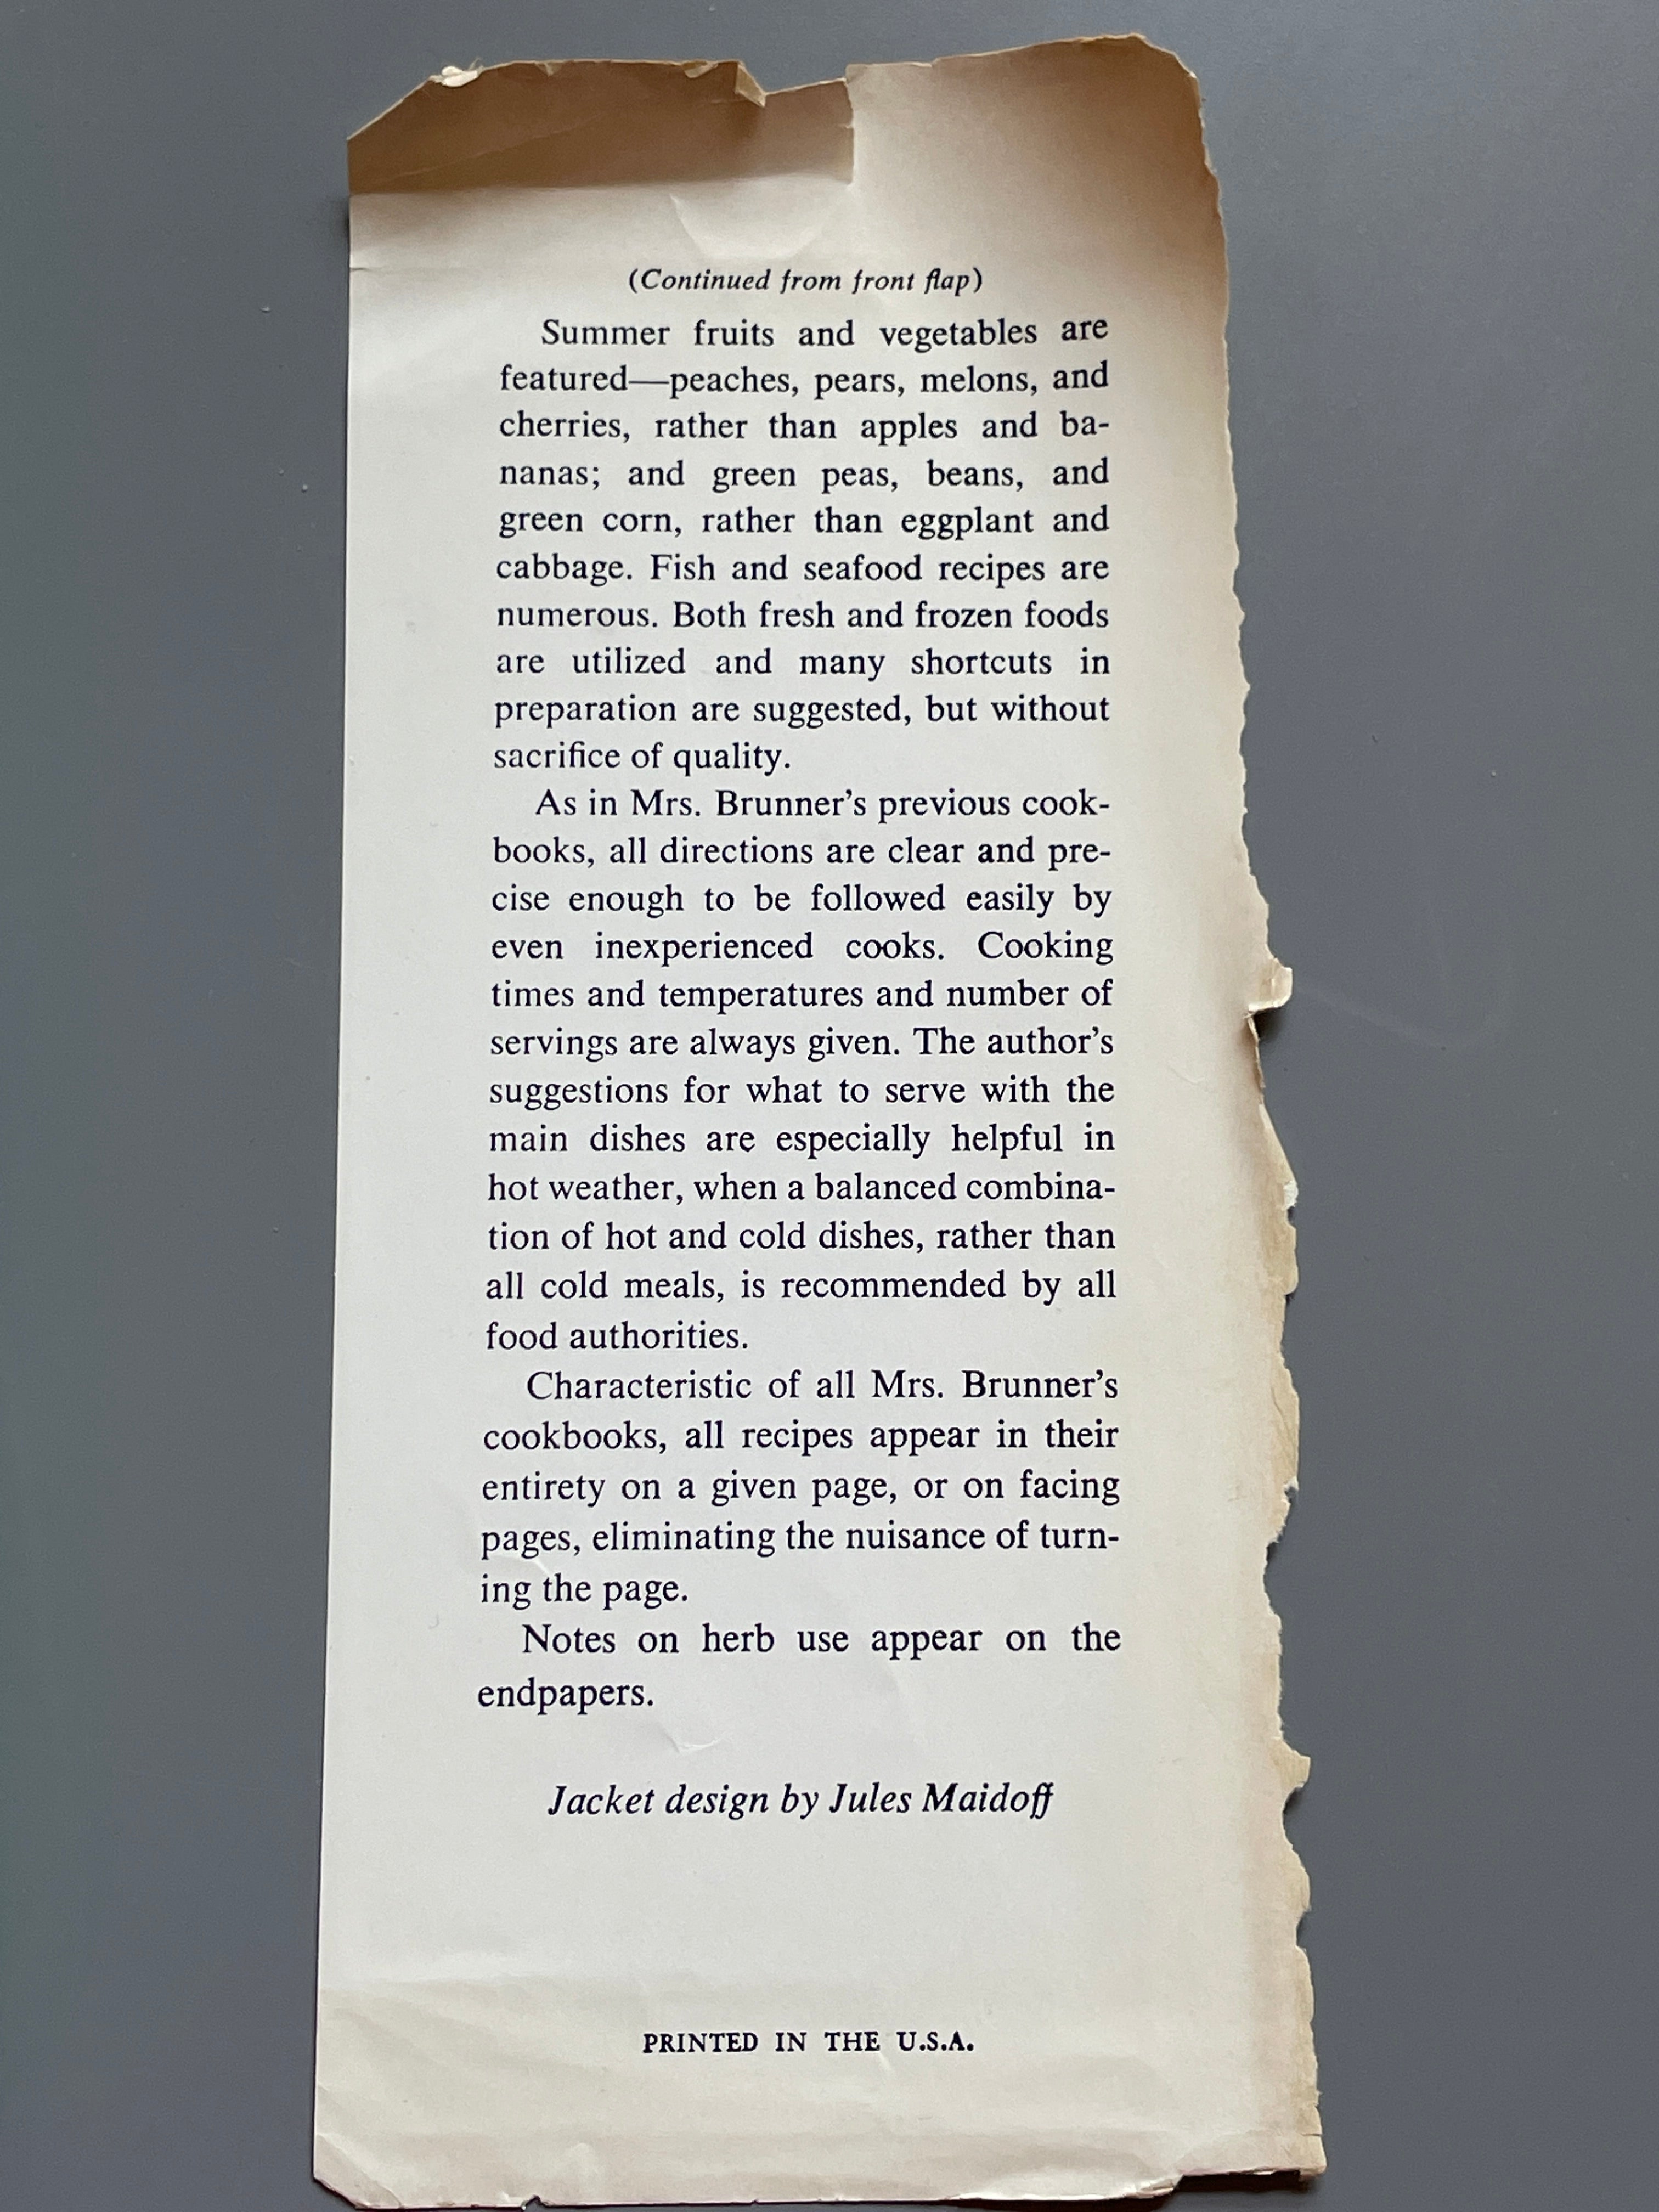 (Continued from front flap)
Summer fruits and vegetables are
featured—peaches, pears, melons, and
cherries, rather than apples and ba-
nanas; and green peas, beans, and
green corn, rather than eggplant and
cabbage. Fish and seafood recipes are
numerous. Both fresh and frozen foods
are utilized and many shortcuts in
preparation are suggested, but without
sacrifice of quality.
As in Mrs. Brunner’s previous cook-
books, all directions are clear and pre-
cise enough to be followed easily by
even inexperienced cooks. Cooking
times and temperatures and number of
servings are always given. The author’s
suggestions for what to serve with the
main dishes are especially helpful in
hot weather, when a balanced combina-
tion of hot and cold dishes, rather than
all cold meals, is recommended by all
food authorities.
Characteristic of all Mrs. Brunner’s
cookbooks, all recipes appear in their
entirety on a given page, or on facing
pages, eliminating the nuisance of turn-
ing the page.
Notes on herb use appear on the
endpapers.
Jacket design by Jules Maidoff
PRINTED IN THE U.S.A.